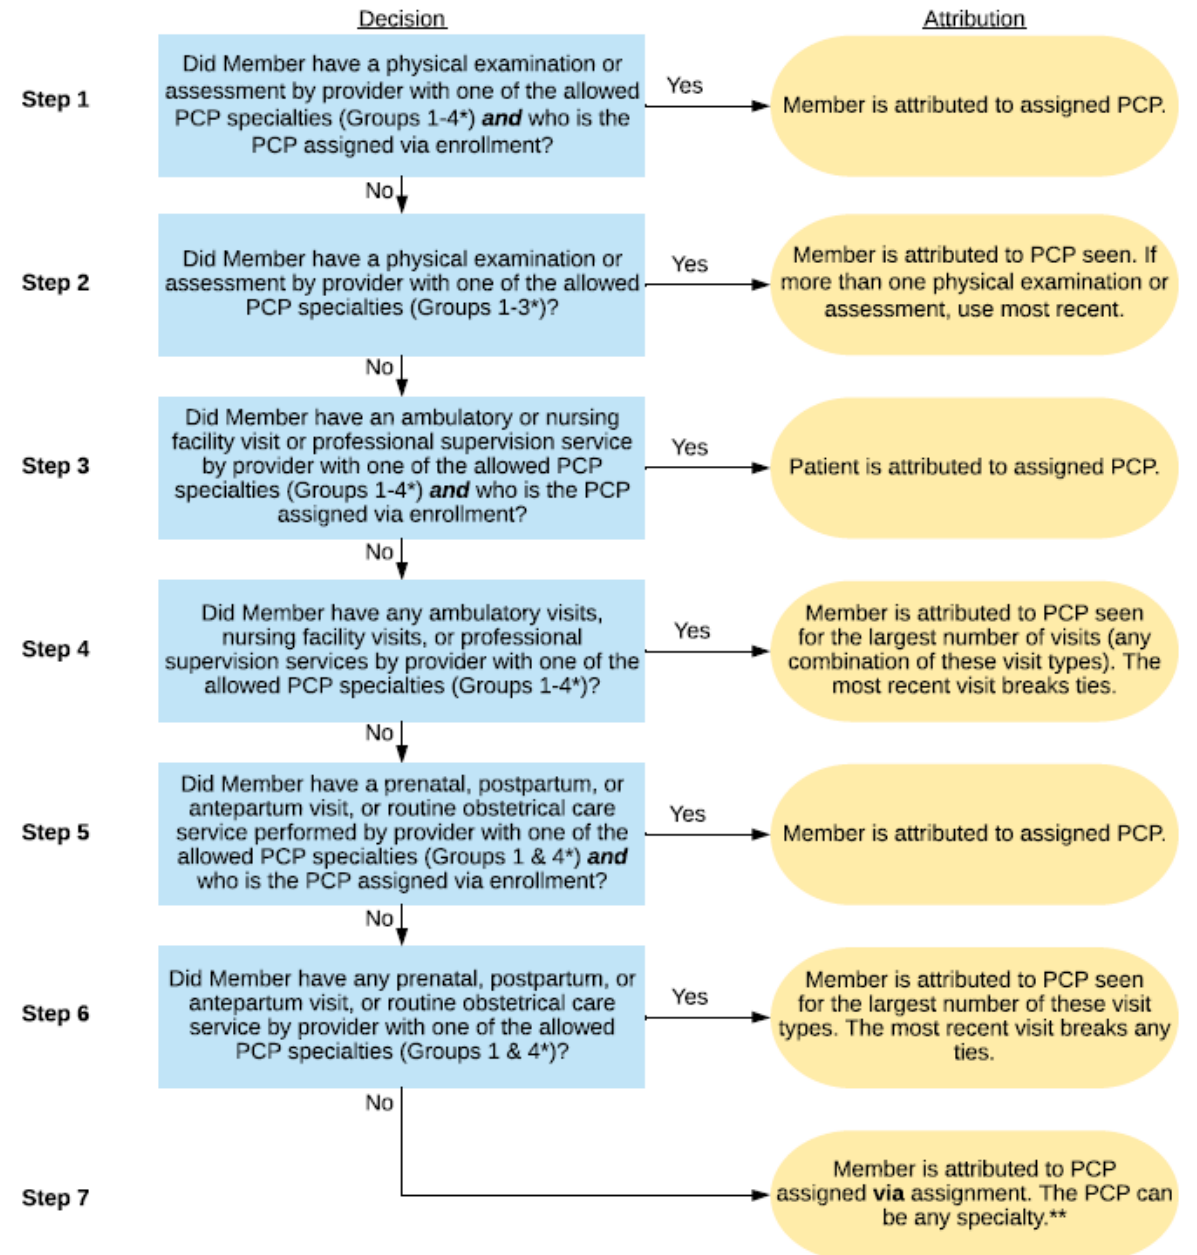 Decision
Attribution
Step 1
Did Member have a physical examination or
assessment by provider with one of the allowed
PCP specialties (Groups 1-4*) and who is the
PCP assigned via enrollment?
Yes
Member is attributed to assigned PCP.
No
Step 2
Did Member have a physical examination or
assessment by provider with one of the allowed
PCP specialties (Groups 1-3*)?
Yes
Member is attributed to PCP seen. If
more than one physical examination or
assessment, use most recent.
No
Step 3
Did Member have an ambulatory or nursing
facility visit or professional supervision service
by provider with one of the allowed PCP
specialties (Groups 1-4*) and who is the PCP
assigned via enrollment?
Yes
Patient is attributed to assigned PCP.
No
Step 4
Did Member have any ambulatory visits,
nursing facility visits, or professional
supervision services by provider with one of the
allowed PCP specialties (Groups 1-4*)?
Yes
Member is attributed to PCP seen
for the largest number of visits (any
combination of these visit types). The
most recent visit breaks ties.
No
Step 5
Did Member have a prenatal, postpartum, or
antepartum visit, or routine obstetrical care
service performed by provider with one of the
allowed PCP specialties (Groups 1 & 4*) and
who is the PCP assigned via enrollment?
Yes
Member is attributed to assigned PCP.
No
Step 6
Did Member have any prenatal, postpartum, or
antepartum visit, or routine obstetrical care
service by provider with one of the allowed
PCP specialties (Groups 1 & 4*)?
Yes
Member is attributed to PCP seen
for the largest number of these visit
types. The most recent visit breaks any
ties.
No
Step 7
Member is attributed to PCP
assigned via assignment. The PCP can
be any specialty.**